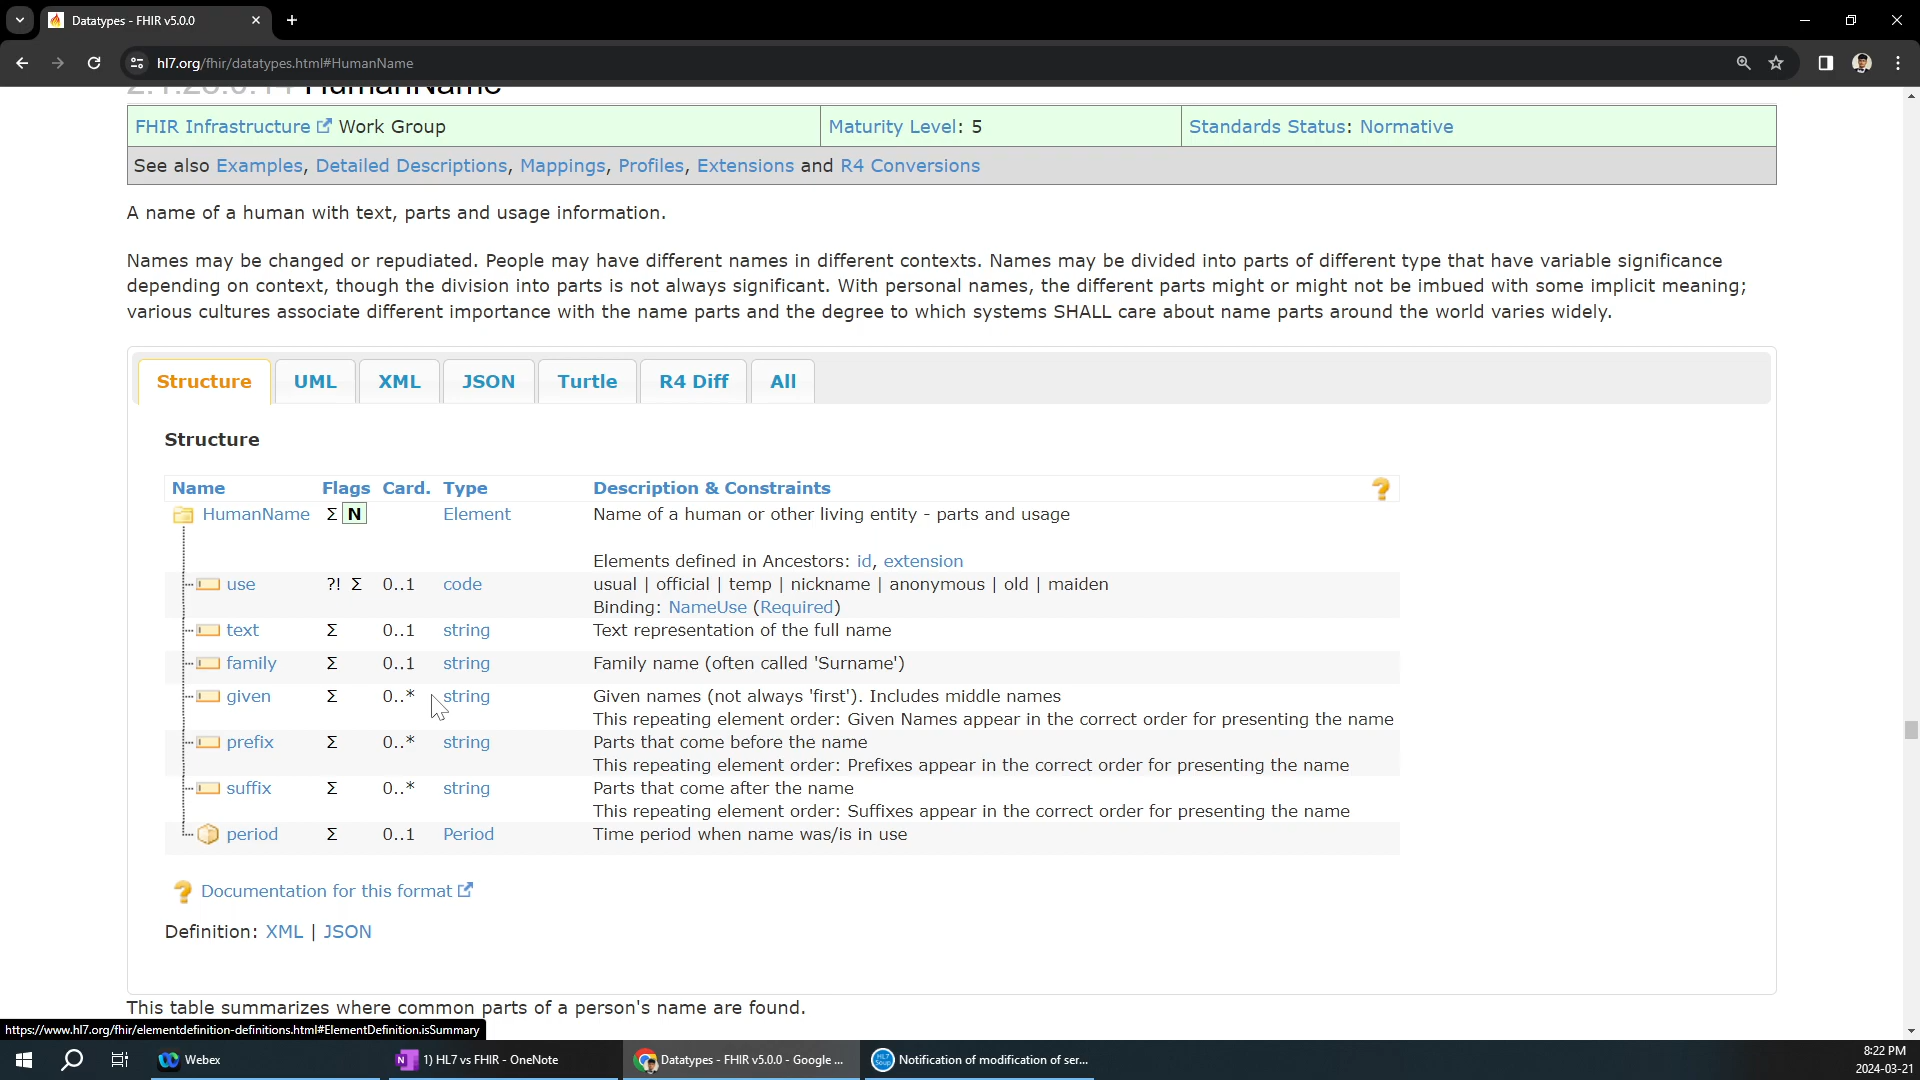 Datatypes - FHIR v5.0.0
hl7.org/fhir/datatypes.html#HumanName
HumanName
FHIR Infrastructure Work Group Maturity Level: 5 Standards Status: Normative
See also Examples, Detailed Descriptions, Mappings, Profiles, Extensions and R4 Conversions
A name of a human with text, parts and usage information.
Names may be changed or repudiated. People may have different names in different contexts. Names may be divided into parts of different type that have variable significance
depending on context, though the division into parts is not always significant. With personal names, the different parts might or might not be imbued with some implicit meaning;
various cultures associate different importance with the name parts and the degree to which systems SHALL care about name parts around the world varies widely.
Structure UML XML JSON Turtle R4 Diff All
Structure
Name Flags Card. Type Description & Constraints ?
HumanName Σ N Element Name of a human or other living entity - parts and usage
Elements defined in Ancestors: id, extension
use ?! Σ 0..1 code usual | official | temp | nickname | anonymous | old | maiden
Binding: NameUse (Required)
text Σ 0..1 string Text representation of the full name
family Σ 0..1 string Family name (often called 'Surname')
given Σ 0..* string Given names (not always 'first'). Includes middle names
This repeating element order: Given Names appear in the correct order for presenting the name
prefix Σ 0..* string Parts that come before the name
This repeating element order: Prefixes appear in the correct order for presenting the name
suffix Σ 0..* string Parts that come after the name
This repeating element order: Suffixes appear in the correct order for presenting the name
period Σ 0..1 Period Time period when name was/is in use
? Documentation for this format
Definition: XML | JSON
This table summarizes where common parts of a person's name are found.
https://www.hl7.org/fhir/elementdefinition-definitions.html#ElementDefinition.isSummary
Webex 1) HL7 vs FHIR - OneNote Datatypes - FHIR v5.0.0 - Google ... Notification of modification of ser... 8:22 PM
2024-03-21